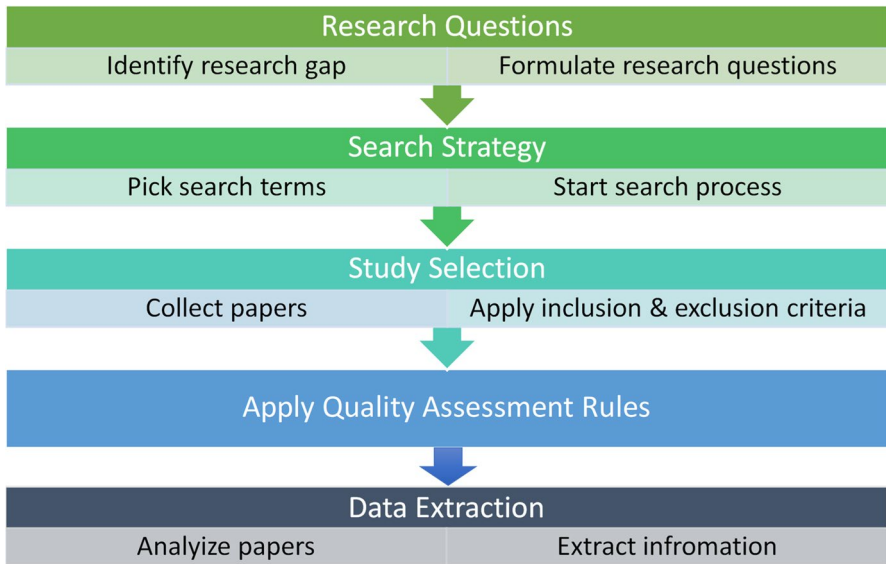 Research Questions
Identify research gap
Formulate research questions
Search Strategy
Pick search terms
Start search process
Study Selection
Collect papers
Apply inclusion & exclusion criteria
Apply Quality Assessment Rules
Data Extraction
Analyize papers
Extract infromation